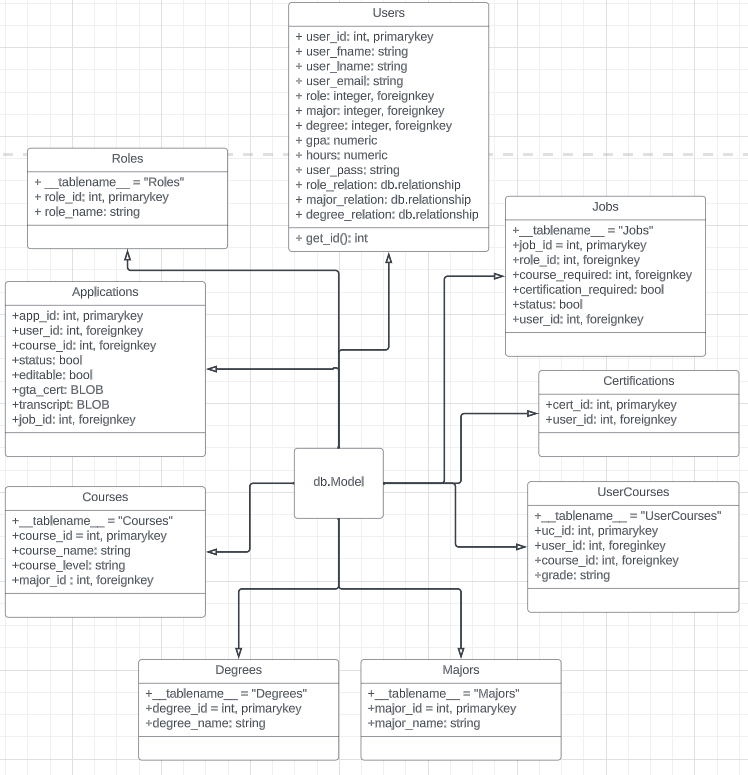 Users
+ user_id: int, primarykey
+ user_fname: string
+ user_lname: string
+ user_email: string
+ role: integer, foreignkey
+ major: integer, foreignkey
+ degree: integer, foreignkey
+ gpa: numeric
+ hours: numeric
+ user_pass: string
+ role_relation: db.relationship
+ major_relation: db.relationship
+ degree_relation: db.relationship
+ get_id(): int
Roles
+ __tablename__ = "Roles"
+ role_id: int, primarykey
+ role_name: string
Jobs
+__tablename__ = "Jobs"
+job_id = int, primarykey
+role_id: int, foreignkey
+course_required: int, foreignkey
+certification_required: bool
+status: bool
+user_id: int, foreignkey
Applications
+app_id: int, primarykey
+user_id: int, foreignkey
+course_id: int, foreignkey
+status: bool
+editable: bool
+gta_cert: BLOB
+transcript: BLOB
+job_id: int, foreignkey
Certifications
+cert_id: int, primarykey
+user_id: int, foreignkey
db.Model
Courses
+__tablename__ = "Courses"
+course_id = int, primarykey
+course_name: string
+course_level: string
+major_id : int, foreignkey
UserCourses
+__tablename__ = "UserCourses"
+uc_id: int, primarykey
+user_id: int, foreginkey
+course_id: int, foreignkey
+grade: string
Degrees
+__tablename__ = "Degrees"
+degree_id = int, primarykey
+degree_name: string
Majors
+__tablename__ = "Majors"
+major_id = int, primarykey
+major_name: string